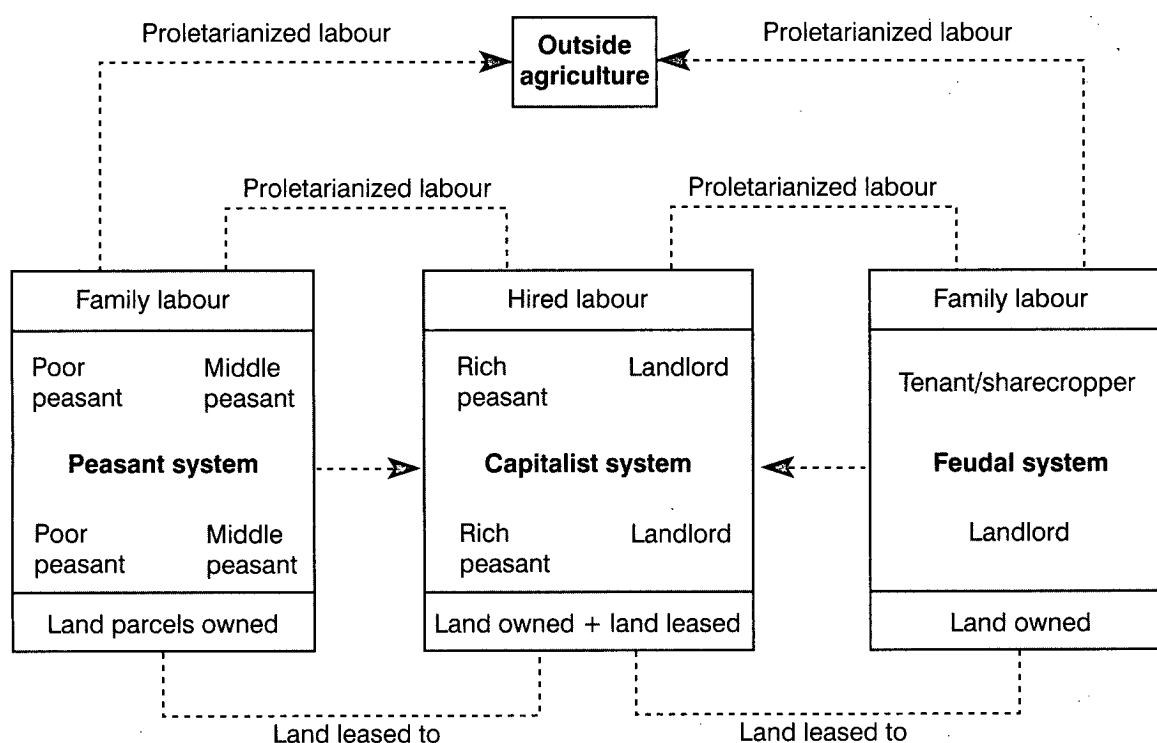 Proletarianized labour
Outside
agriculture
Proletarianized labour
Proletarianized labour
Proletarianized labour
Family labour
Poor
peasant
Middle
peasant
Peasant system
Poor
peasant
Middle
peasant
Land parcels owned
Hired labour
Rich
peasant
Landlord
Capitalist system
Rich
peasant
Landlord
Land owned + land leased
Family labour
Tenant/sharecropper
Feudal system
Landlord
Land owned
Land leased to
Land leased to